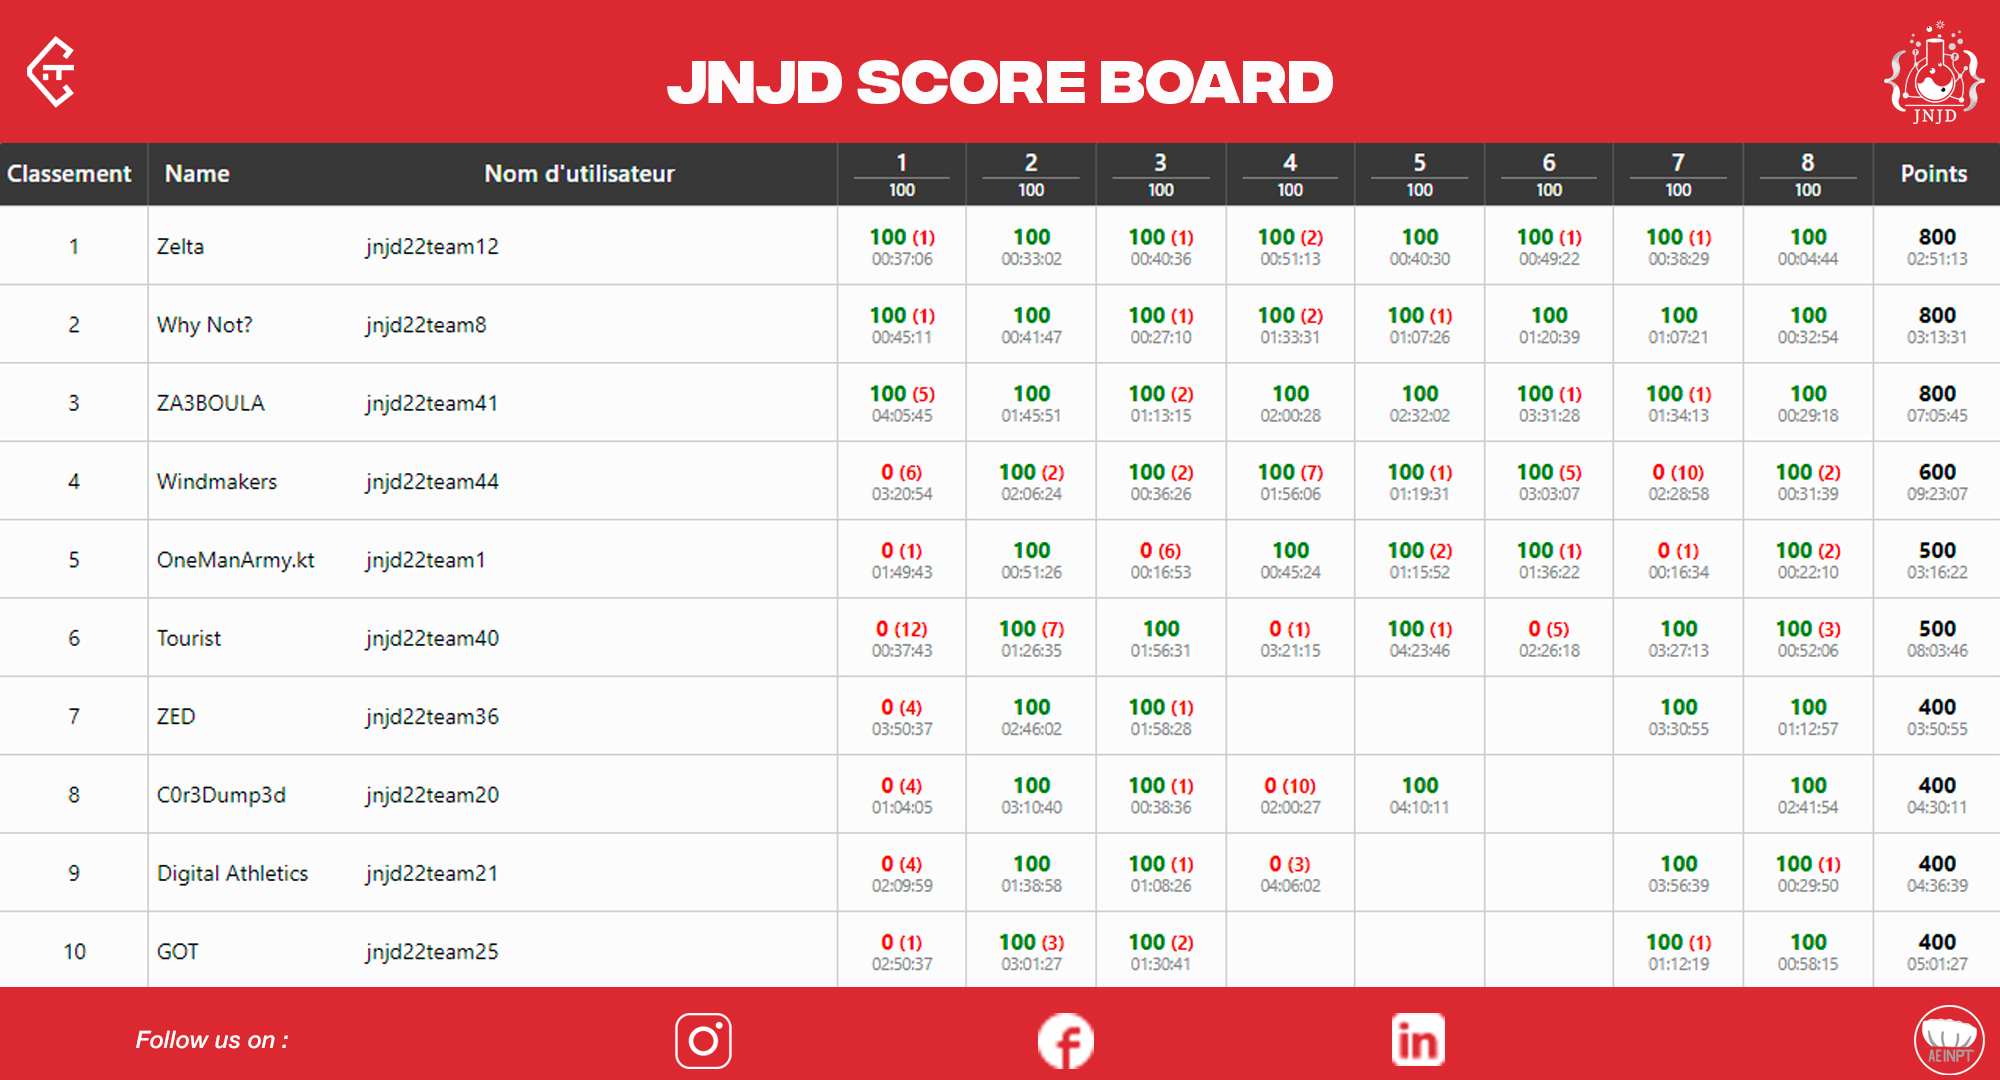 JNJD SCORE BOARD
JNJD
Classement Name Nom d'utilisateur 1 2 3 4 5 6 7 8 Points
100 100 100 100 100 100 100 100
1 Zelta jnjd22team12 100 (1) 100 100 (1) 100 (2) 100 100 (1) 100 (1) 100 800
00:37:06 00:33:02 00:40:36 00:51:13 00:40:30 00:49:22 00:38:29 00:04:44 02:51:13
2 Why Not? jnjd22team8 100 (1) 100 100 (1) 100 (2) 100 (1) 100 100 100 800
00:45:11 00:41:47 00:27:10 01:33:31 01:07:26 01:20:39 01:07:21 00:32:54 03:13:31
3 ZA3BOULA jnjd22team41 100 (5) 100 100 (2) 100 100 100 (1) 100 (1) 100 800
04:05:45 01:45:51 01:13:15 02:00:28 02:32:02 03:31:28 01:34:13 00:29:18 07:05:45
4 Windmakers jnjd22team44 0 (6) 100 (2) 100 (2) 100 (7) 100 (1) 100 (5) 0 (10) 100 (2) 600
03:20:54 02:06:24 00:36:26 01:56:06 01:19:31 03:03:07 02:28:58 00:31:39 09:23:07
5 OneManArmy.kt jnjd22team1 0 (1) 100 0 (6) 100 100 (2) 100 (1) 0 (1) 100 (2) 500
01:49:43 00:51:26 00:16:53 00:45:24 01:15:52 01:36:22 00:16:34 00:22:10 03:16:22
6 Tourist jnjd22team40 0 (12) 100 (7) 100 0 (1) 100 (1) 0 (5) 100 100 (3) 500
00:37:43 01:26:35 01:56:31 03:21:15 04:23:46 02:26:18 03:27:13 00:52:06 08:03:46
7 ZED jnjd22team36 0 (4) 100 100 (1) 100 100 400
03:50:37 02:46:02 01:58:28 03:30:55 01:12:57 03:50:55
8 C0r3Dump3d jnjd22team20 0 (4) 100 100 (1) 0 (10) 100 100 400
01:04:05 03:10:40 00:38:36 02:00:27 04:10:11 02:41:54 04:30:11
9 Digital Athletics jnjd22team21 0 (4) 100 100 (1) 0 (3) 100 100 (1) 400
02:09:59 01:38:58 01:08:26 04:06:02 03:56:39 00:29:50 04:36:39
10 GOT jnjd22team25 0 (1) 100 (3) 100 (2) 100 (1) 100 400
02:50:37 03:01:27 01:30:41 01:12:19 00:58:15 05:01:27
Follow us on :
AEINPT